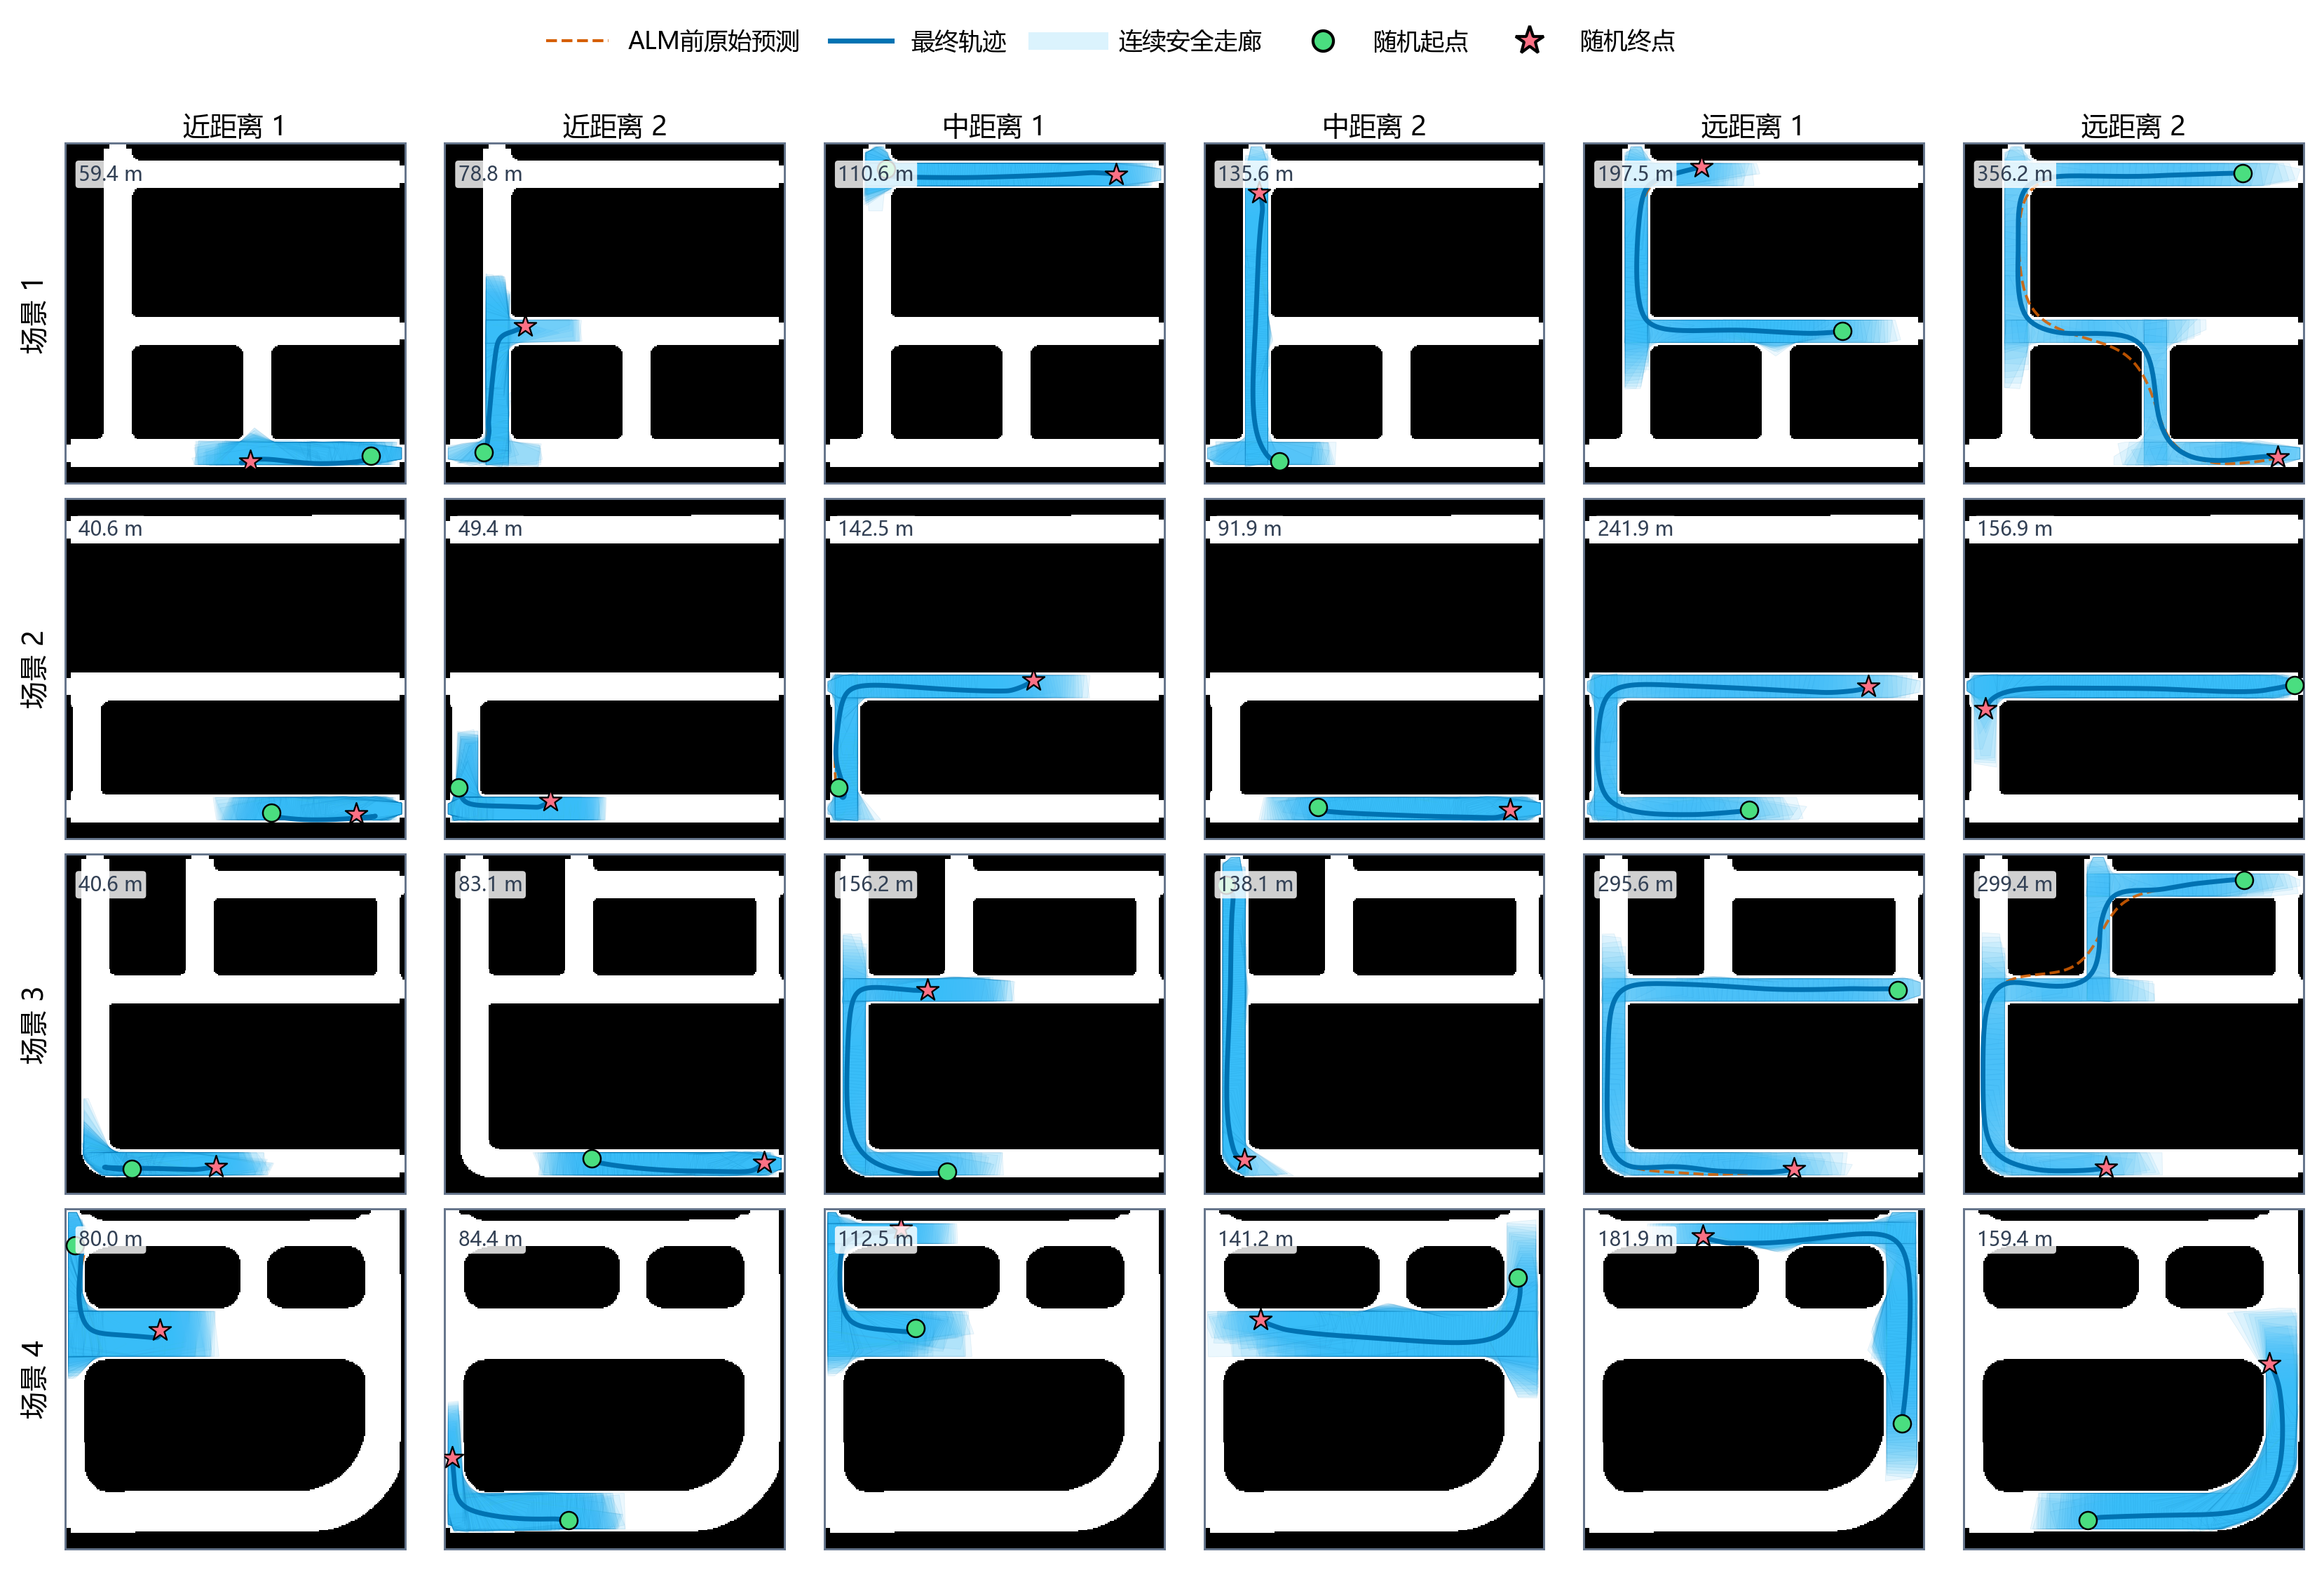 ALM前原始预测 最终轨迹 连续安全走廊 随机起点 随机终点
近距离 1 近距离 2 中距离 1 中距离 2 远距离 1 远距离 2
场景 1
59.4 m 78.8 m 110.6 m 135.6 m 197.5 m 356.2 m
场景 2
40.6 m 49.4 m 142.5 m 91.9 m 241.9 m 156.9 m
场景 3
40.6 m 83.1 m 156.2 m 138.1 m 295.6 m 299.4 m
场景 4
80.0 m 84.4 m 112.5 m 141.2 m 181.9 m 159.4 m